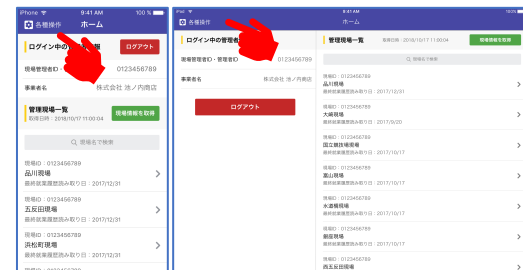 iPhone 9:41 AM 100 %
各種操作 ホーム
ログイン中の 報 ログアウト
現場管理者ID・ 0123456789
事業者名 株式会社 池ノ内商店
管理現場一覧
取得日時：2016/10/17 11:00:04 現場情報を取得
現場名で検索
現場ID：0123456789
品川現場
最終就業履歴読み取り日：2017/12/31
現場ID：0123456789
五反田現場
最終就業履歴読み取り日：2017/12/31
現場ID：0123456789
浜松町現場
最終就業履歴読み取り日：2017/12/31
現場ID：0123456789
iPad 9:41 AM 100%
各種操作 ホーム
ログイン中の管理者
現場管理者ID・管理者ID 0123456789
事業者名 株式会社 池ノ内商店
ログアウト
管理現場一覧 取得日時：2016/10/17 11:00:04 現場情報を取得
現場名で検索
現場ID：0123456789
品川現場
最終就業履歴読み取り日：2017/12/31
現場ID：0123456789
大崎現場
最終就業履歴読み取り日：2017/9/20
現場ID：0123456789
国立競技場現場
最終就業履歴読み取り日：2017/10/17
現場ID：0123456789
富山現場
最終就業履歴読み取り日：2017/10/17
現場ID：0123456789
水道橋現場
最終就業履歴読み取り日：2017/10/17
現場ID：0123456789
銀座現場
最終就業履歴読み取り日：2017/10/17
現場ID：0123456789
西五反田現場